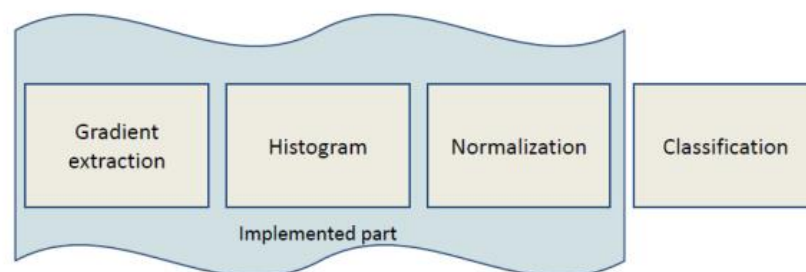 Gradient
extraction
Histogram
Normalization
Classification
Implemented part